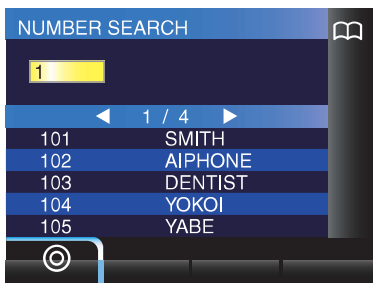 NUMBER SEARCH
1
1 / 4
101 SMITH
102 AIPHONE
103 DENTIST
104 YOKOI
105 YABE